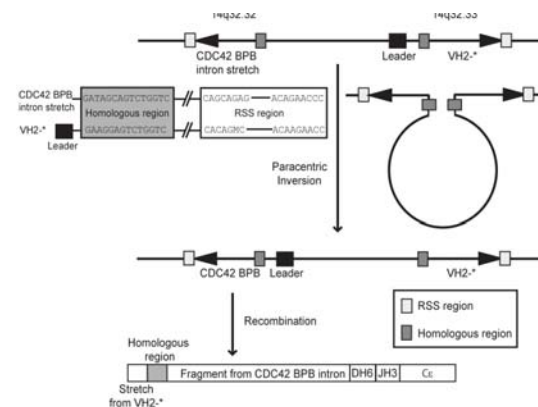 14q32.32 14q32.33
CDC42 BPB
intron stretch
Leader VH2-*
CDC42 BPB
intron stretch
GATAGCAGTCTGGTC
CAGCAGAG ACAGAACCC
Homologous region
RSS region
VH2-*
GAAGGAGTCTGGTC
CACAGMC ACAAGAACC
Leader
Paracentric
Inversion
CDC42 BPB Leader VH2-*
RSS region
Homologous region
Recombination
Homologous
region
Fragment from CDC42 BPB intron DH6 JH3 Cε
Stretch
from VH2-*